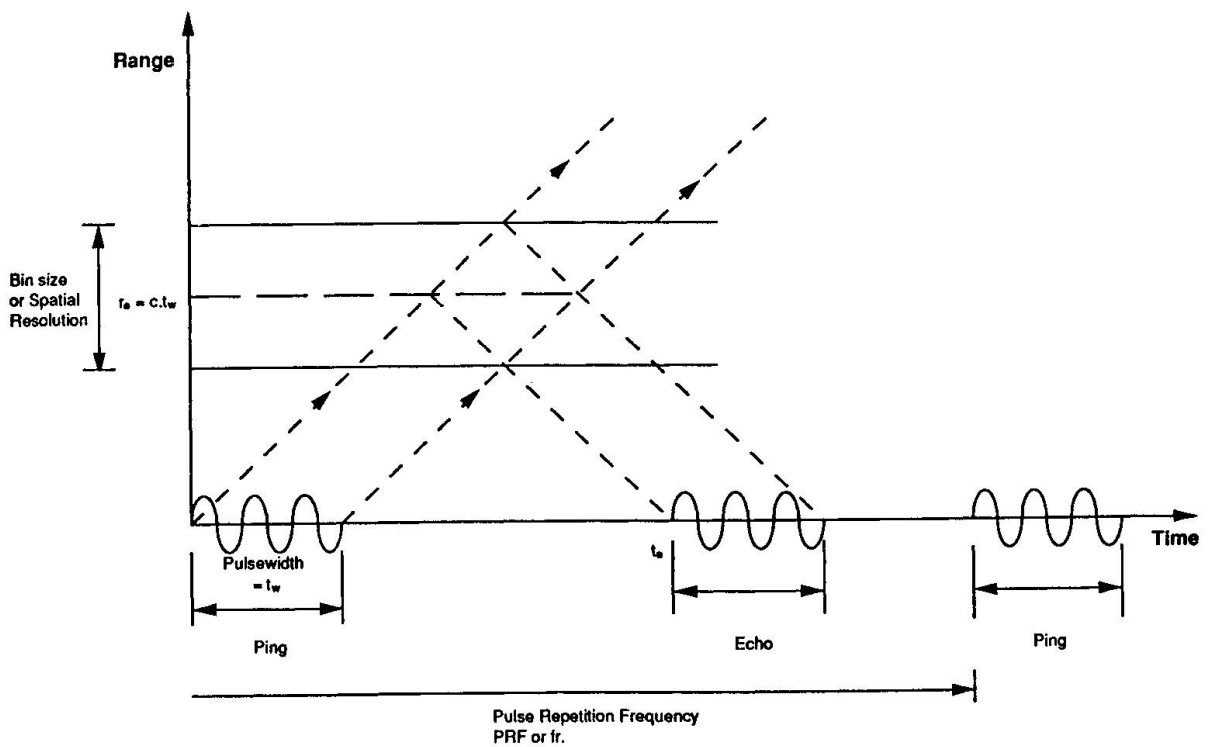 Range
Bin size
or Spatial
Resolution
rₑ = c.t_w
Pulsewidth
= t_w
Ping
tₑ
Echo
Ping
Time
Pulse Repetition Frequency
PRF or fr.